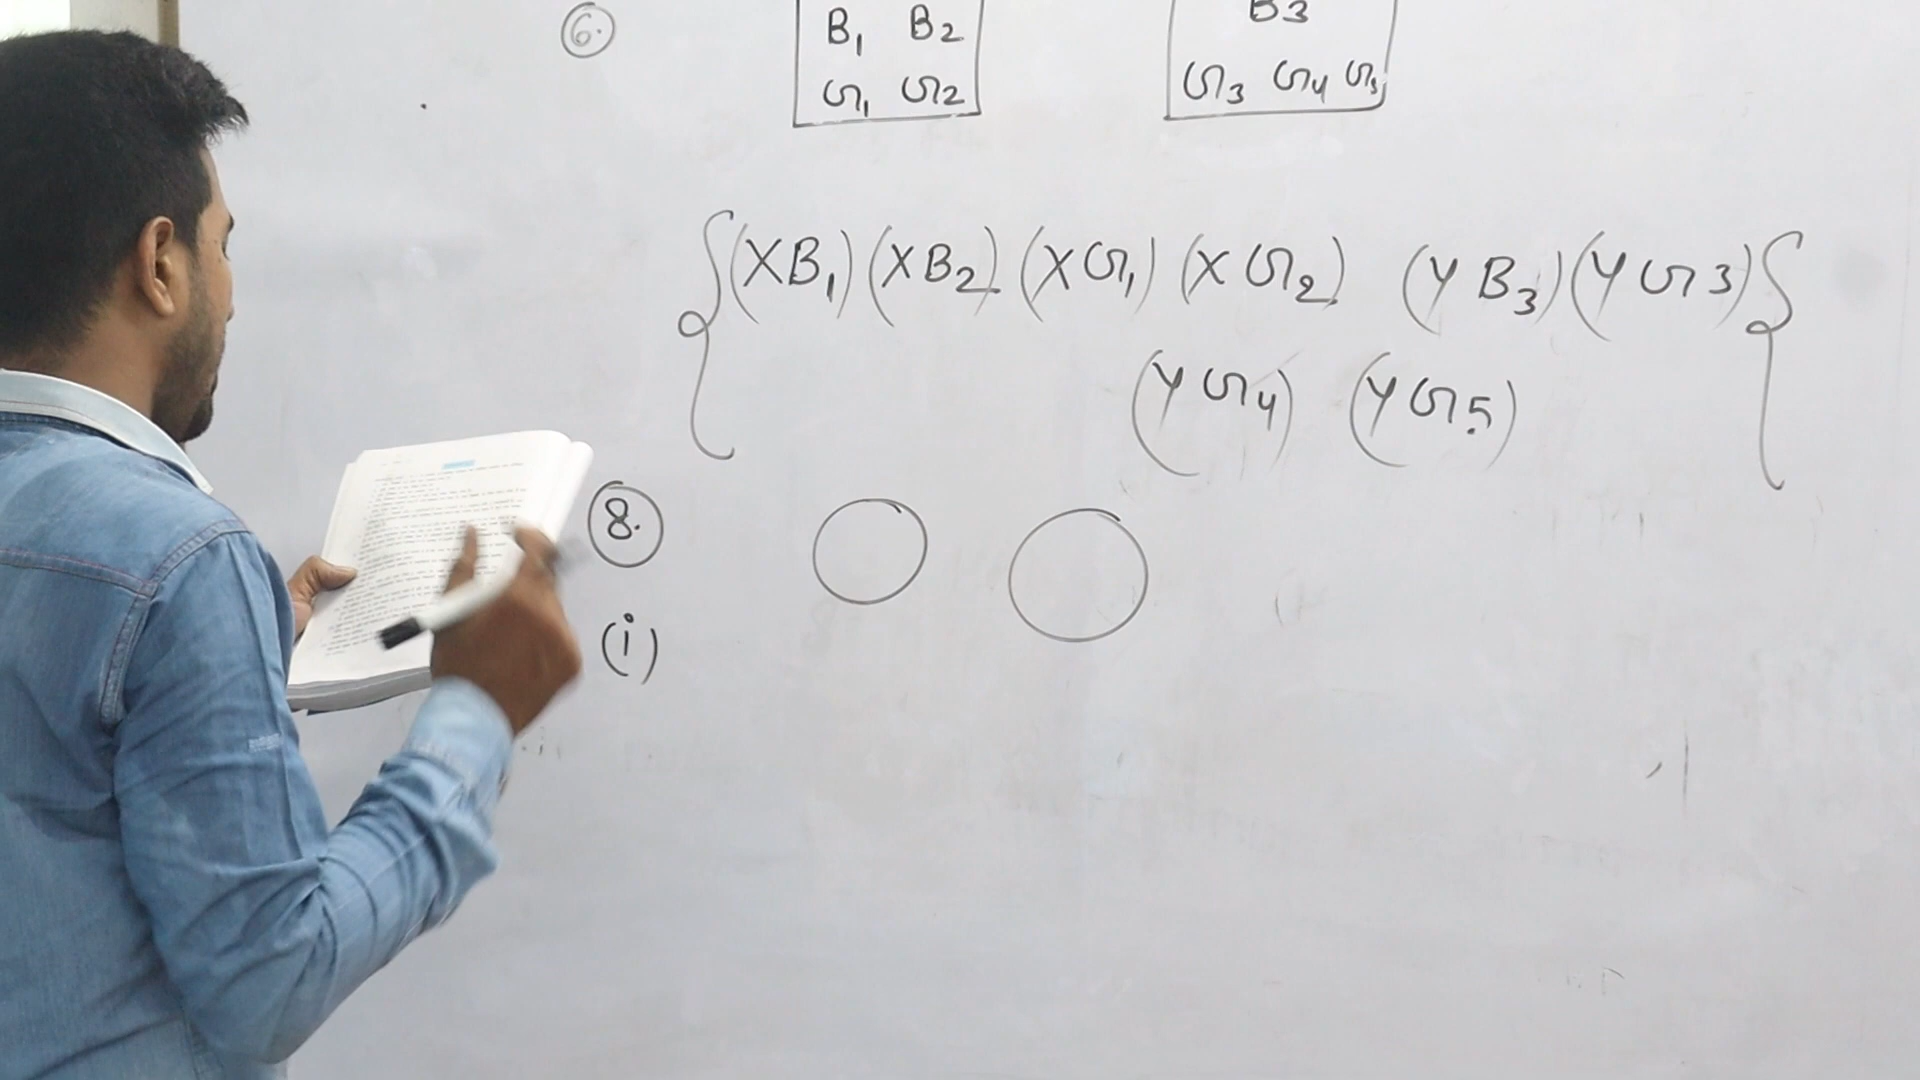 6.
B1 B2
G1 G2
B3
G3 G4 G5
{(XB1) (XB2) (XG1) (XG2) (YB3) (YG3)}
(YG4) (YG5)
8.
(i)